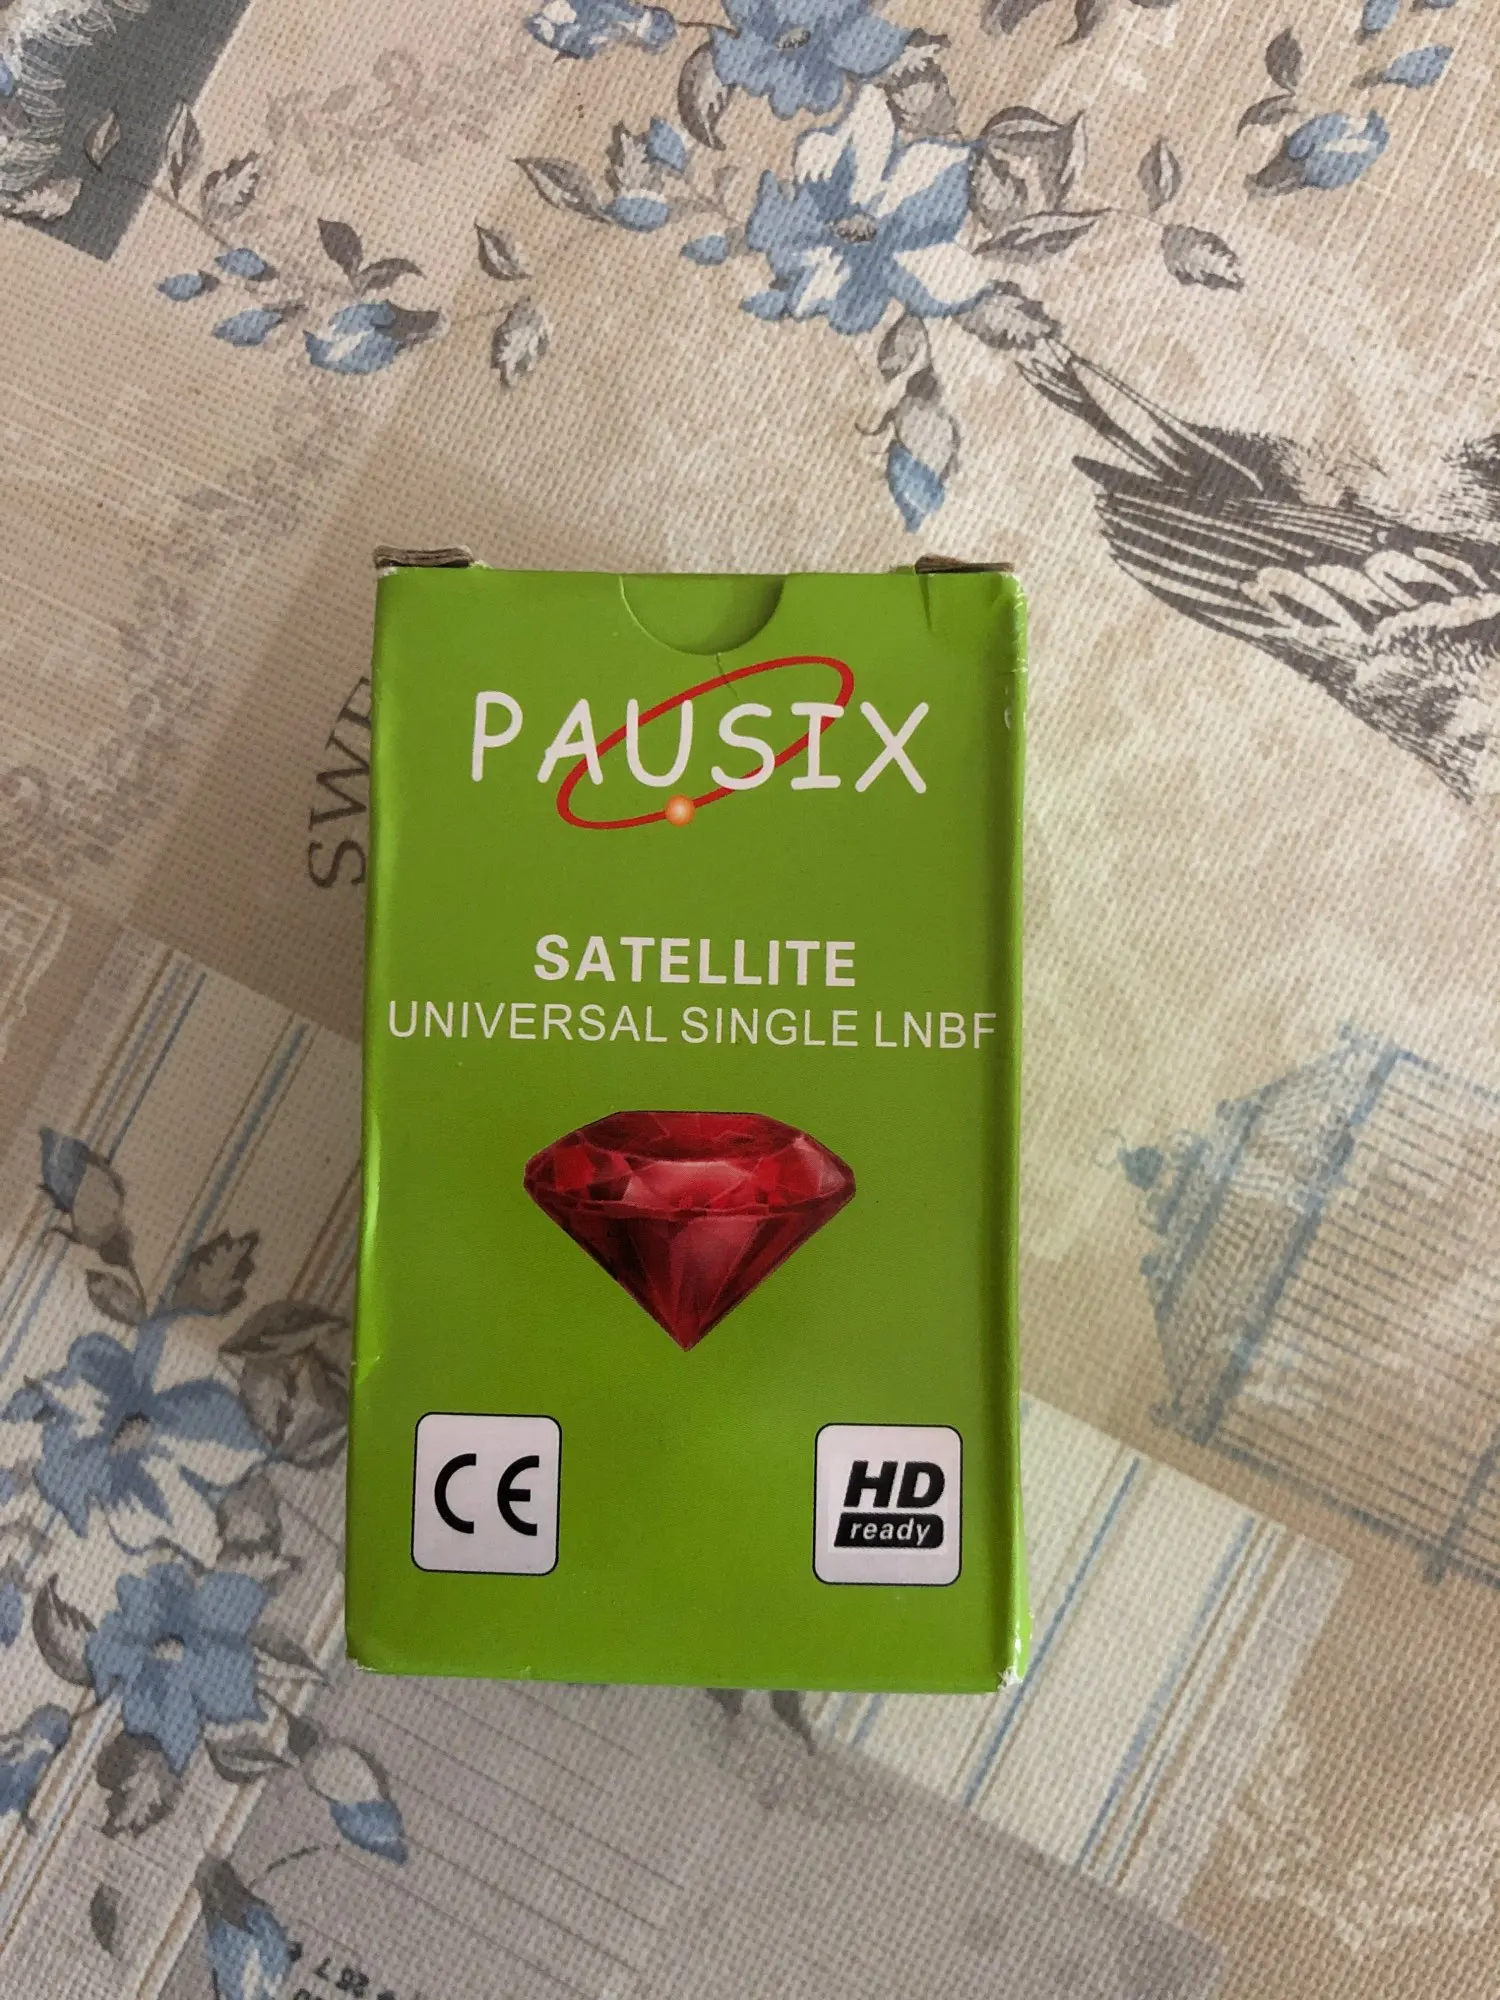 PAUSIX
SATELLITE
UNIVERSAL SINGLE LNBF
CE
HD
ready